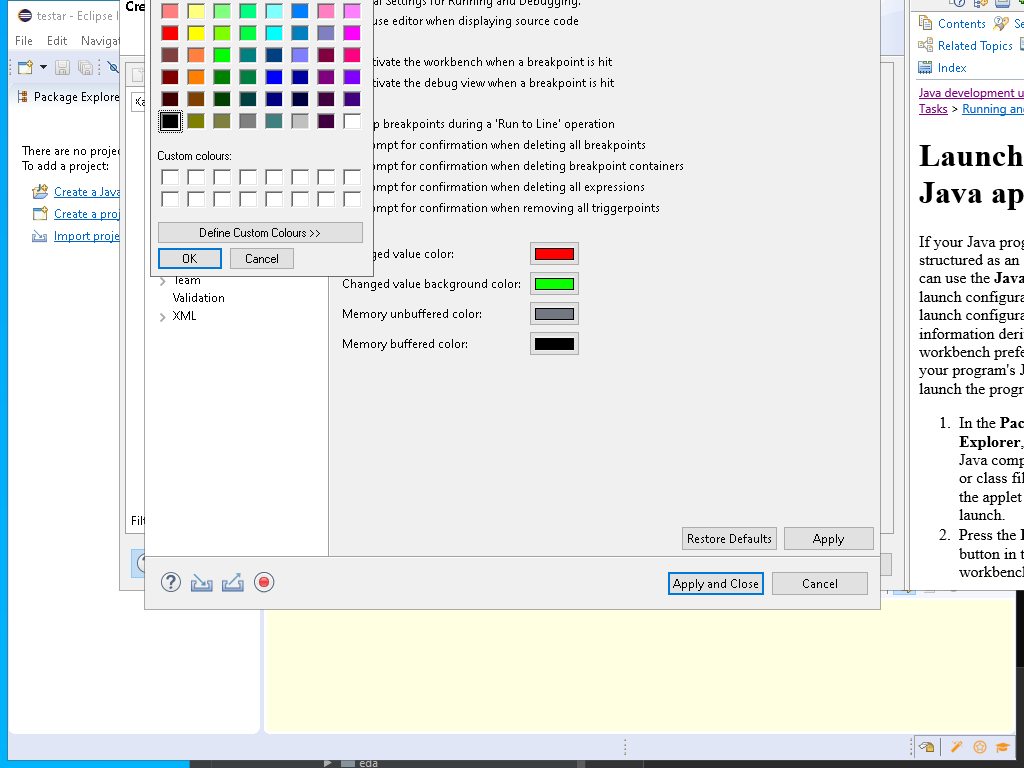 testar - Eclipse I
File Edit Navigat
Package Explore
There are no projec
To add a project:
Create a Java
Create a proj
Import proje
Cre
al Settings for Running and Debugging.
use editor when displaying source code
tivate the workbench when a breakpoint is hit
tivate the debug view when a breakpoint is hit
p breakpoints during a 'Run to Line' operation
ompt for confirmation when deleting all breakpoints
ompt for confirmation when deleting breakpoint containers
ompt for confirmation when deleting all expressions
ompt for confirmation when removing all triggerpoints
Custom colours:
Define Custom Colours >>
OK Cancel
ged value color:
Changed value background color:
Memory unbuffered color:
Memory buffered color:
Team
Validation
XML
Filt
Restore Defaults Apply
Apply and Close Cancel
Contents Se
Related Topics
Index
Java development u
Tasks > Running and
Launch
Java ap
If your Java prog
structured as an
can use the Java
launch configura
launch configura
information deri
workbench prefe
your program's J
launch the progr
1. In the Pac
Explorer,
Java comp
or class fil
the applet
launch.
2. Press the
button in t
workbench
eda